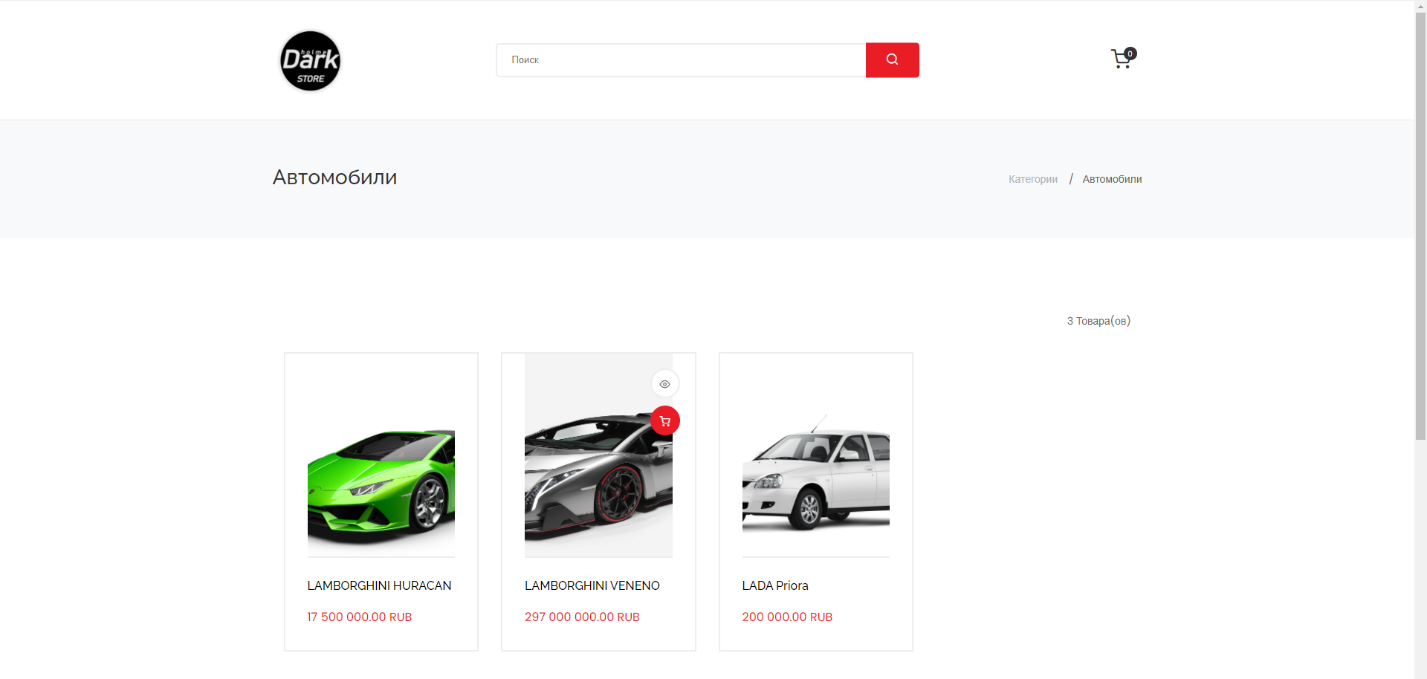 Dark
STORE
Поиск
0
Автомобили
Категории / Автомобили
3 Товара(ов)
LAMBORGHINI HURACAN
17 500 000.00 RUB
LAMBORGHINI VENENO
297 000 000.00 RUB
LADA Priora
200 000.00 RUB